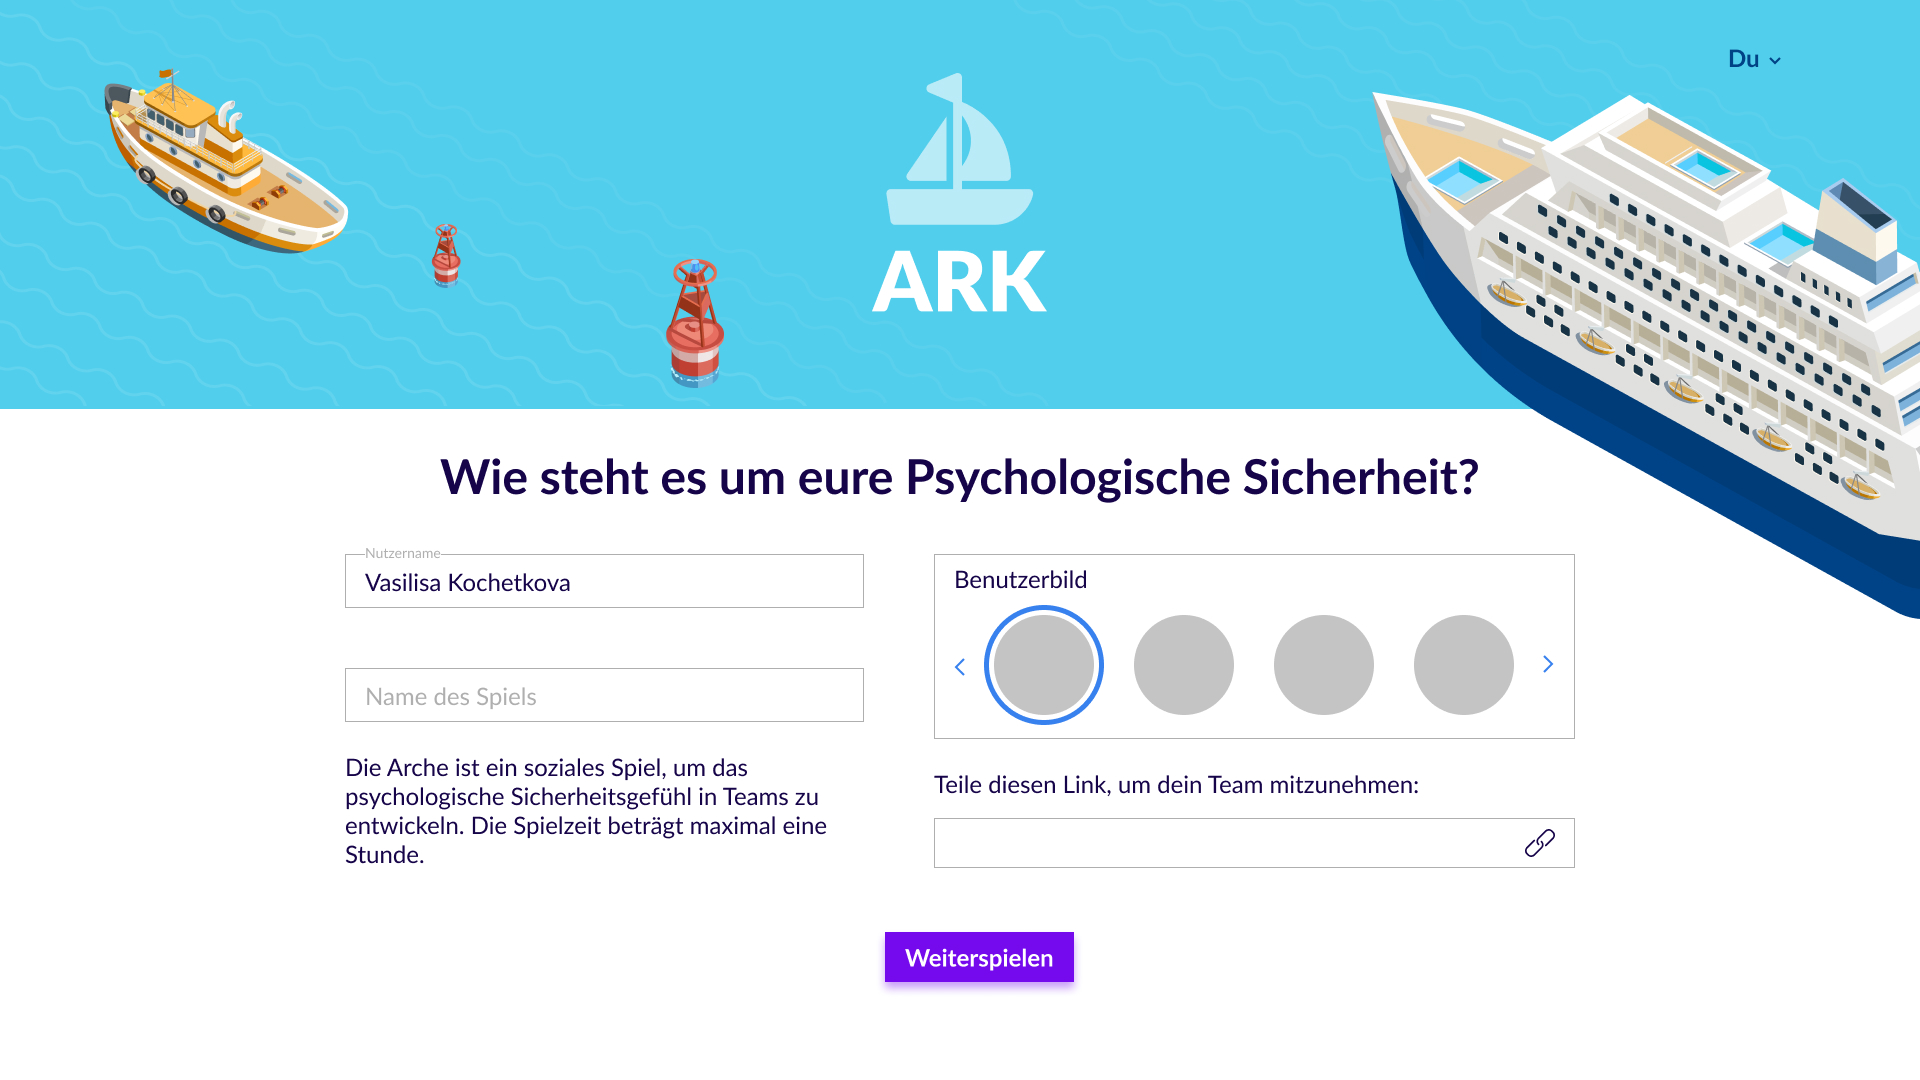 Du
ARK
Wie steht es um eure Psychologische Sicherheit?
Nutzername
Vasilisa Kochetkova
Name des Spiels
Die Arche ist ein soziales Spiel, um das
psychologische Sicherheitsgefühl in Teams zu
entwickeln. Die Spielzeit beträgt maximal eine
Stunde.
Benutzerbild
Teile diesen Link, um dein Team mitzunehmen:
Weiterspielen